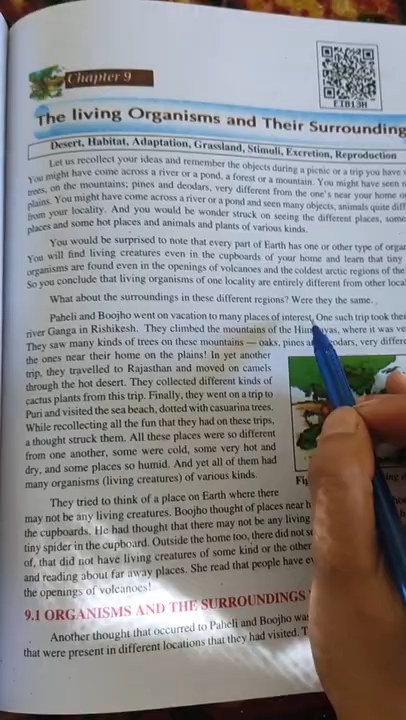 Chapter 9
E1B13H
The living Organisms and Their Surrounding
Desert, Habitat, Adaptation, Grassland, Stimuli, Excretion, Reproduction
Let us recollect your ideas and remember the objects during a picnic or a trip you have
You might have come across a river or a pond, a forest or a mountain. You might have seen
trees, on the mountains; pines and deodars, very different from the one's near your home
plains. You might have come across a river or a pond and seen many objects, animals quite
from your locality. And you would be wonder struck on seeing the different places, some
places and some hot places and animals and plants of various kinds.
You would be surprised to note that every part of Earth has one or other type of
You will find living creatures even in the cupboards of your home and learn that tiny
organisms are found even in the openings of volcanoes and the coldest arctic regions of the
So you conclude that living organisms of one locality are entirely different from other
What about the surroundings in these different regions? Were they the same.
Paheli and Boojho went on vacation to many places of interest. One such trip took
river Ganga in Rishikesh. They climbed the mountains of the where it was
They saw many kinds of trees on these mountains — oaks, pines very
the ones near their home on the plains! In yet another
trip, they travelled to Rajasthan and moved on camels
through the hot desert. They collected different kinds of
cactus plants from this trip. Finally, they went on a trip to
Puri and visited the sea beach, dotted with casuarina trees.
While recollecting all the fun that they had on these trips,
a thought struck them. All these places were so different
from one another, some were cold, some very hot and
dry, and some places so humid. And yet all of them had
many organisms (living creatures) of various kinds.
They tried to think of a place on Earth where there
may not be any living creatures. Boojho thought of places near
the cupboards. He had thought that there may not be any living
tiny spider in the cupboard. Outside the home too, there did not
of, that did not have living creatures of some kind or the other
and reading about far away places. She read that people have
the openings of volcanoes!
9.1 ORGANISMS AND THE SURROUNDINGS
Another thought that occurred to Paheli and Boojho
that were present in different locations that they had visited.